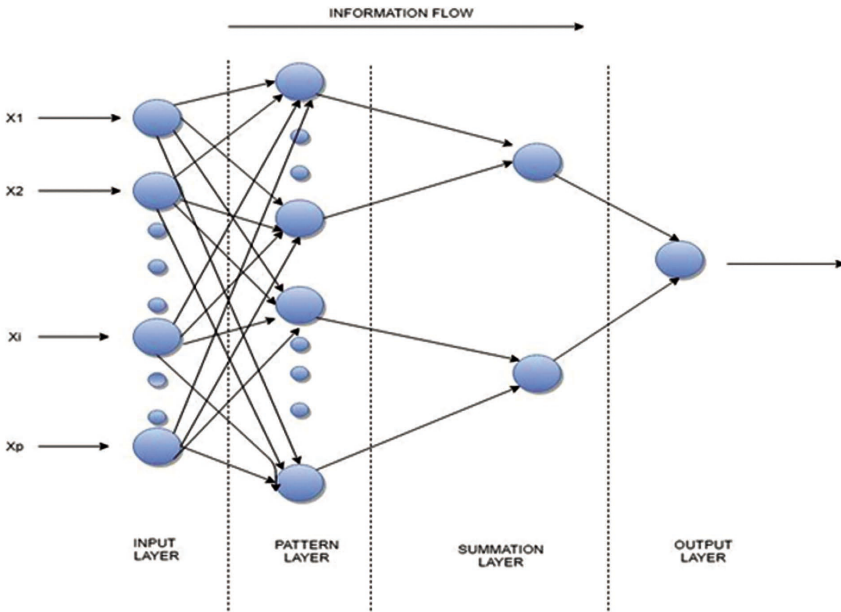 INFORMATION FLOW
X1
X2
Xi
Xp
INPUT
LAYER
PATTERN
LAYER
SUMMATION
LAYER
OUTPUT
LAYER